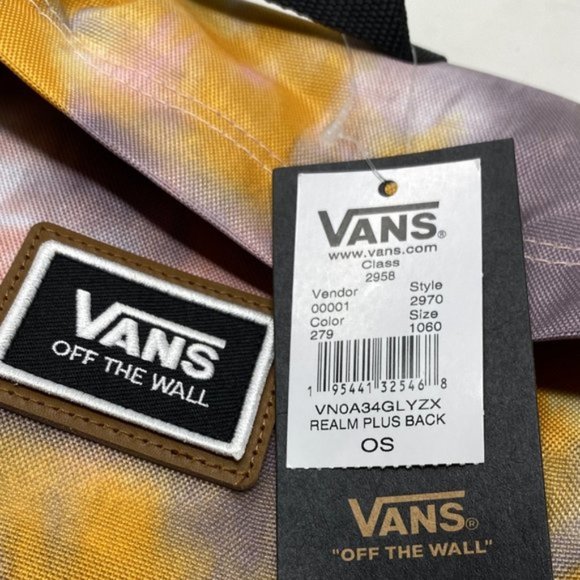 VANS
OFF THE WALL
VANS®
www.vans.com
Class
2958
Vendor Style
00001 2970
Color Size
279 1060
1 95441 32546 8
VN0A34GLYZX
REALM PLUS BACK
OS
VANS®
"OFF THE WALL"